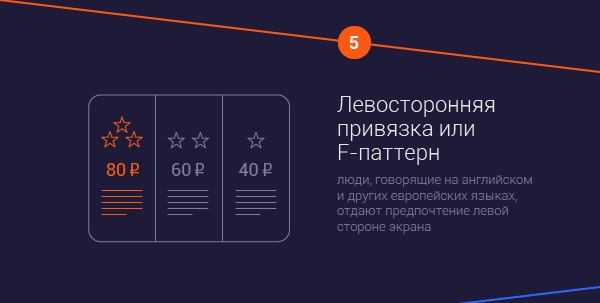 5
Левосторонняя
привязка или
F-паттерн
люди, говорящие на английском
и других европейских языках,
отдают предпочтение левой
стороне экрана
80 ₽ 60 ₽ 40 ₽